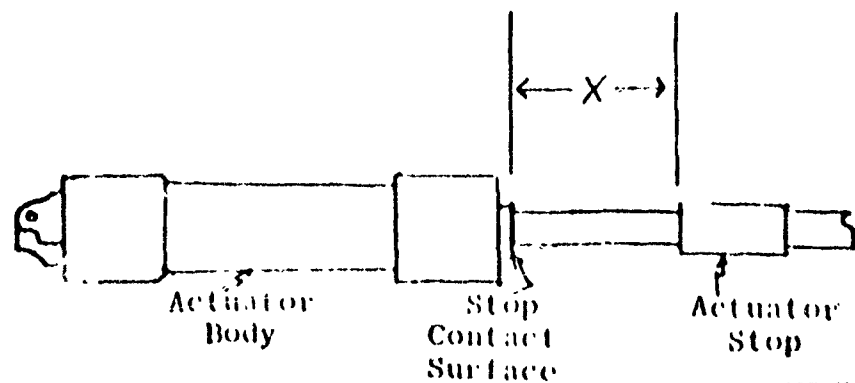 X
Actuator
Body
Stop
Contact
Surface
Actuator
Stop